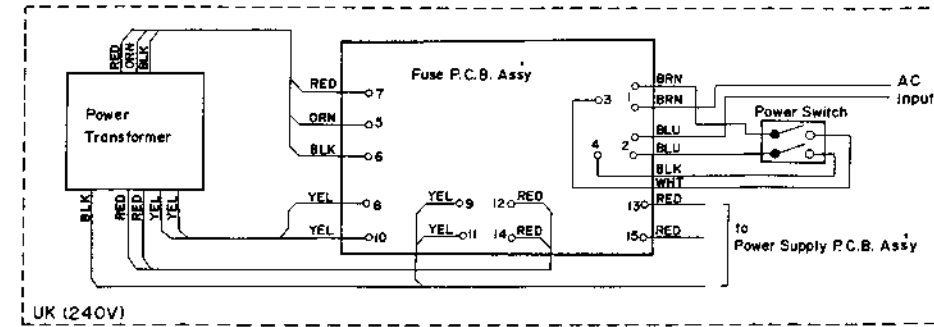 RED
ORN
BLK
Power
Transformer
BLK
RED
RED
YEL
YEL
Fuse P.C.B. Ass'y
RED
7
ORN
5
BLK
6
YEL
8
YEL
10
YEL
9
YEL
11
12
RED
14
RED
3
4
1
2
BRN
BRN
BLU
BLU
BLK
WHT
13
RED
15
RED
AC
Input
Power Switch
to
Power Supply P.C.B. Ass'y
UK (240V)